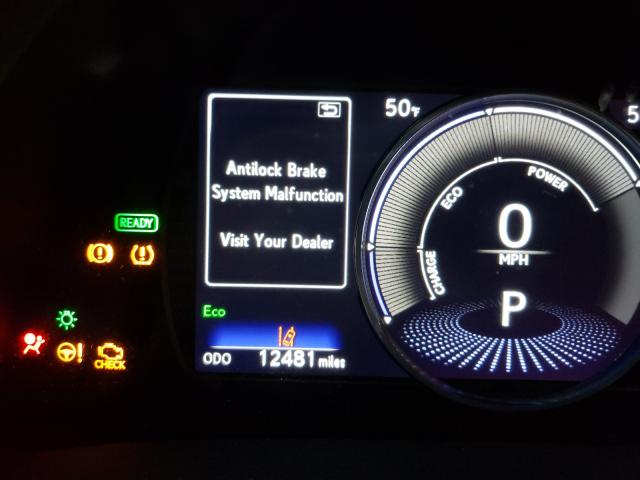 50°F
5
Antilock Brake
System Malfunction
Visit Your Dealer
READY
ECO
POWER
0
MPH
CHARGE
P
Eco
ODO 12481 miles
CHECK